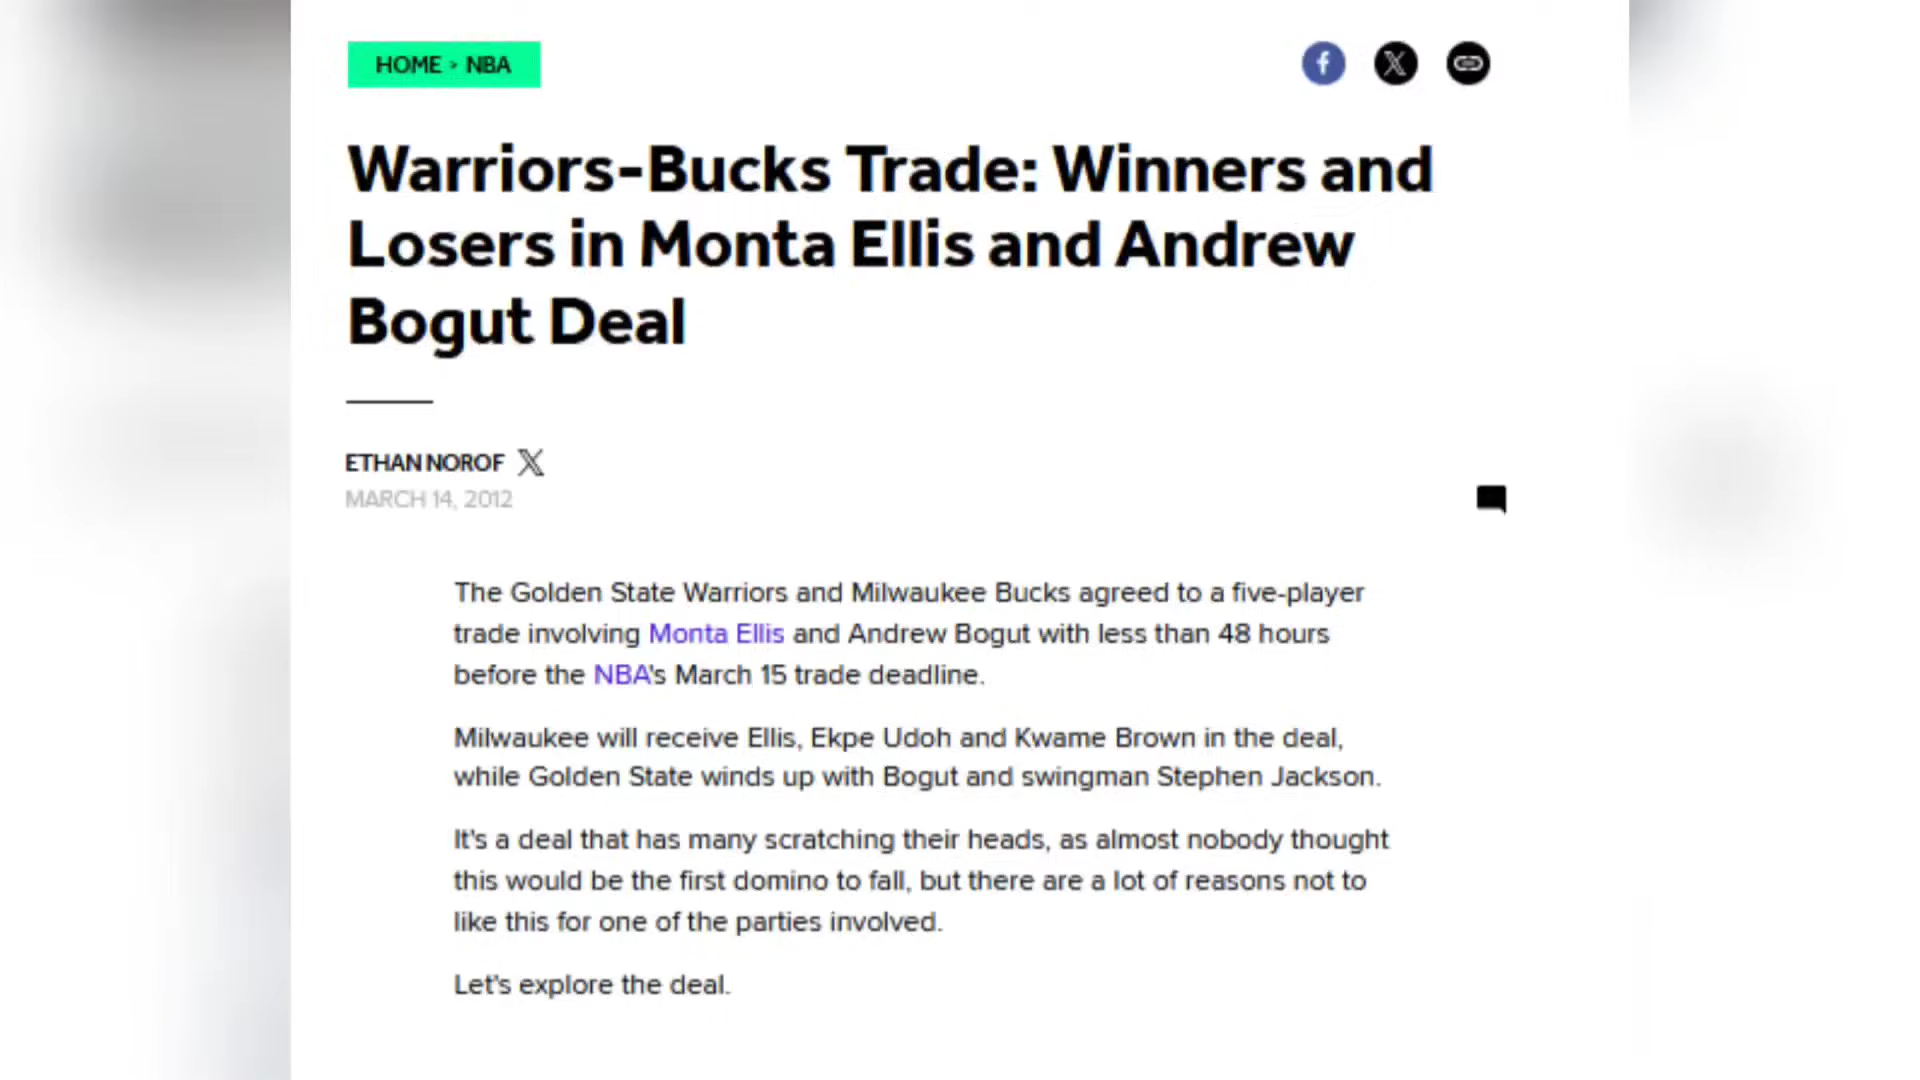 HOME > NBA
Warriors-Bucks Trade: Winners and
Losers in Monta Ellis and Andrew
Bogut Deal
ETHAN NOROF
MARCH 14, 2012
The Golden State Warriors and Milwaukee Bucks agreed to a five-player
trade involving Monta Ellis and Andrew Bogut with less than 48 hours
before the NBA's March 15 trade deadline.
Milwaukee will receive Ellis, Ekpe Udoh and Kwame Brown in the deal,
while Golden State winds up with Bogut and swingman Stephen Jackson.
It's a deal that has many scratching their heads, as almost nobody thought
this would be the first domino to fall, but there are a lot of reasons not to
like this for one of the parties involved.
Let's explore the deal.